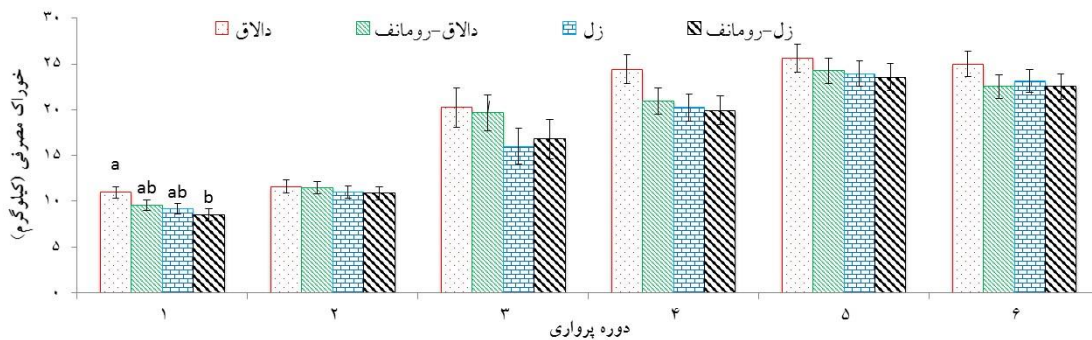 دالاق
دالاق-رومانف
زل
زل-رومانف
خوراک مصرفی (کیلوگرم)
۳۰
۲۵
۲۰
۱۵
۱۰
۵
۰
a
ab
ab
b
۱ ۲ ۳ ۴ ۵ ۶
دوره پرواری